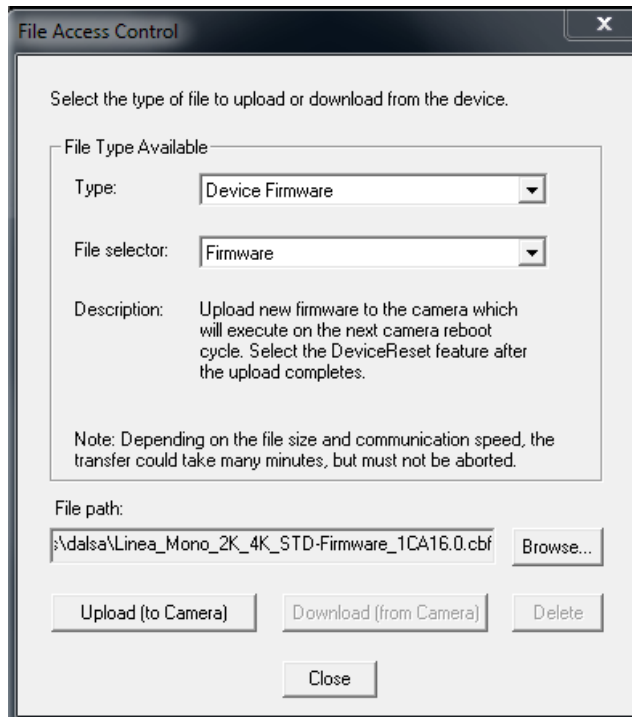 File Access Control
X
Select the type of file to upload or download from the device.
File Type Available
Type: Device Firmware
File selector: Firmware
Description: Upload new firmware to the camera which
will execute on the next camera reboot
cycle. Select the DeviceReset feature after
the upload completes.
Note: Depending on the file size and communication speed, the
transfer could take many minutes, but must not be aborted.
File path:
s\dalsa\Linea_Mono_2K_4K_STD-Firmware_1CA16.0.cbf Browse...
Upload (to Camera) Download (from Camera) Delete
Close